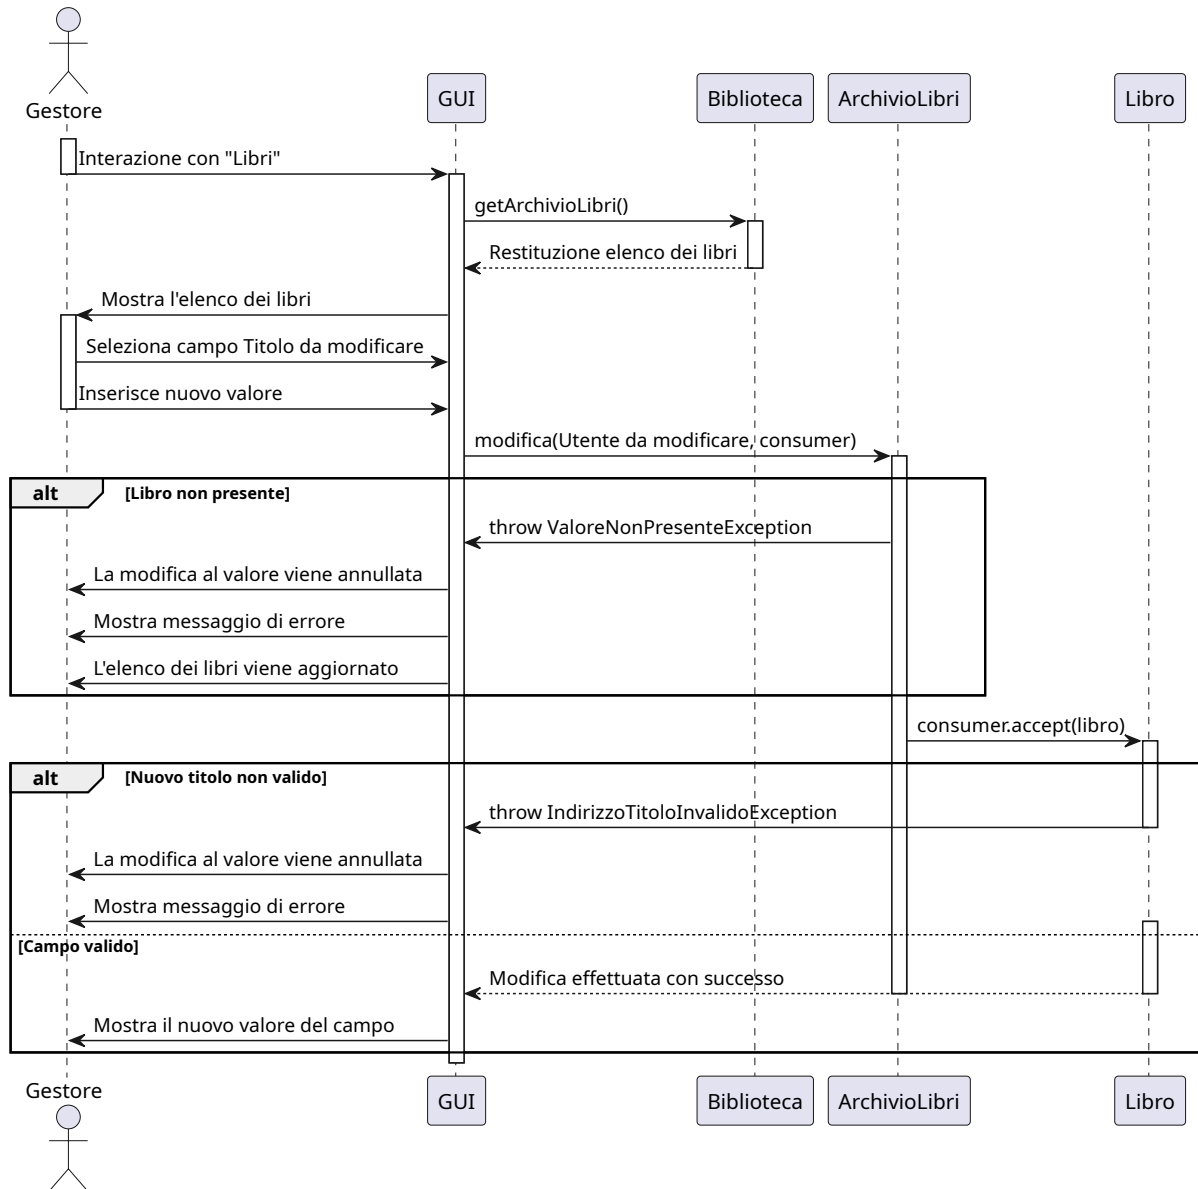 Gestore
GUI
Biblioteca
ArchivioLibri
Libro
Interazione con "Libri"
getArchivioLibri()
Restituzione elenco dei libri
Mostra l'elenco dei libri
Seleziona campo Titolo da modificare
Inserisce nuovo valore
modifica(Utente da modificare, consumer)
alt [Libro non presente]
throw ValoreNonPresenteException
La modifica al valore viene annullata
Mostra messaggio di errore
L'elenco dei libri viene aggiornato
consumer.accept(libro)
alt [Nuovo titolo non valido]
throw IndirizzoTitoloInvalidoException
La modifica al valore viene annullata
Mostra messaggio di errore
[Campo valido]
Modifica effettuata con successo
Mostra il nuovo valore del campo
Gestore
GUI
Biblioteca
ArchivioLibri
Libro